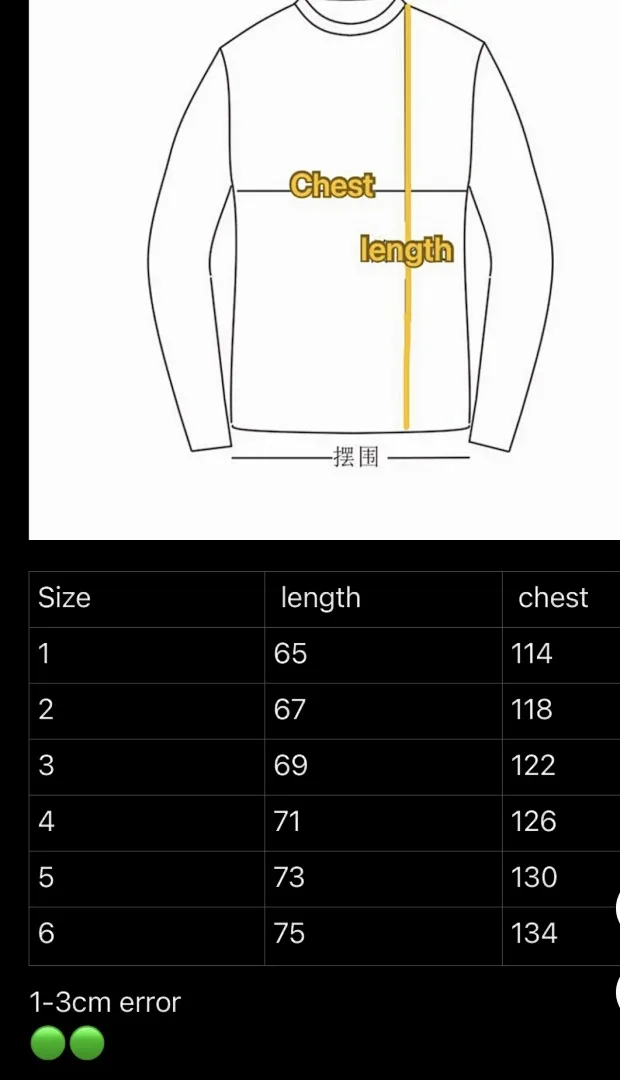 Chest
length
摆围
Size length chest
1 65 114
2 67 118
3 69 122
4 71 126
5 73 130
6 75 134
1-3cm error